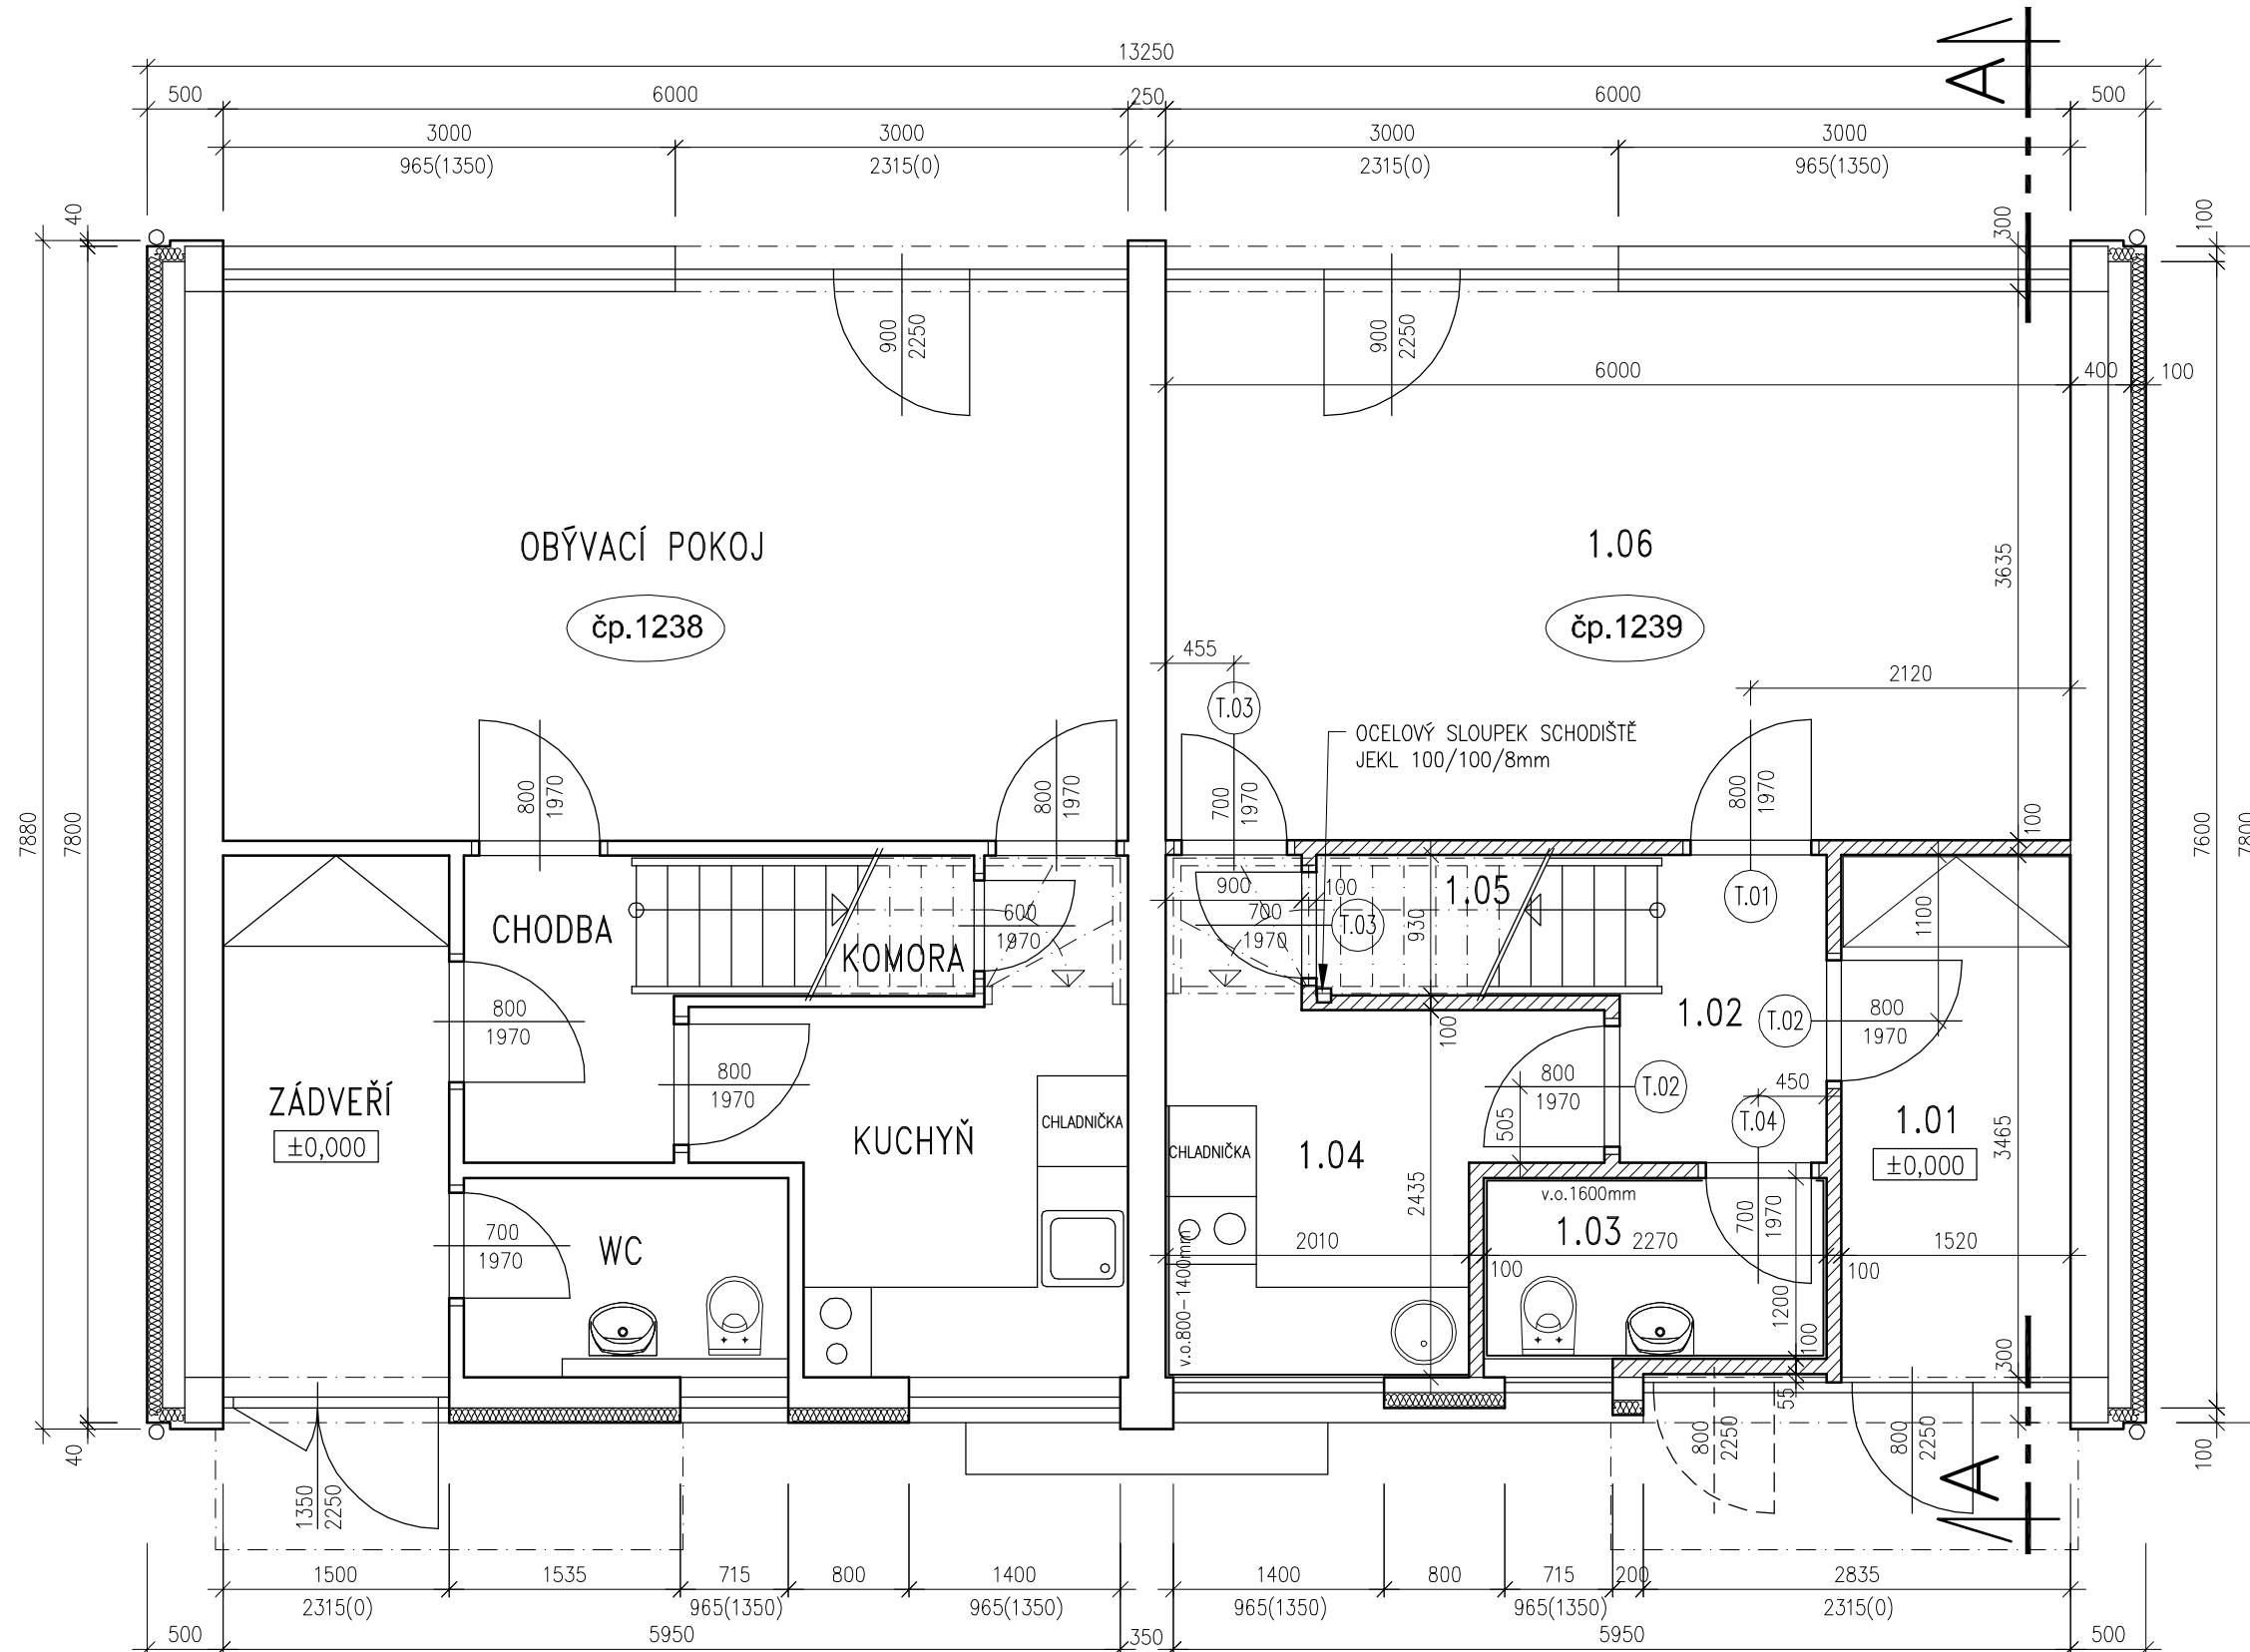 13250
500 6000 250 6000 500
3000 3000 3000 3000
965(1350) 2315(0) 2315(0) 965(1350)
A
A
40
7880
7800
40
300
100
7600
7800
100
900
2250
900
2250
6000 400 100
OBÝVACÍ POKOJ
čp.1238
1.06
čp.1239
3635
455
T.03
2120
OCELOVÝ SLOUPEK SCHODIŠTĚ
JEKL 100/100/8mm
800
1970
800
1970
700
1970
800
1970
100
CHODBA
KOMORA
600
1970
900
100
700
1970
T.03
930
1.05
T.01
1100
800
1970
1.02
T.02
800
1970
100
ZÁDVEŘÍ
±0,000
800
1970
KUCHYŇ
CHLADNIČKA
CHLADNIČKA
1.04
505
800
1970
T.02
450
T.04
1.01
±0,000
3465
2435
v.o.1600mm
1.03
700
1970
700
1970
WC
v.o.800-1400mm
2010
100
2270
100
1520
1200
100
55
300
1350
2250
800
2250
800
2250
1500 1535 715 800 1400 1400 800 715 200 2835
2315(0) 965(1350) 965(1350) 965(1350) 965(1350) 2315(0)
500 5950 350 5950 500